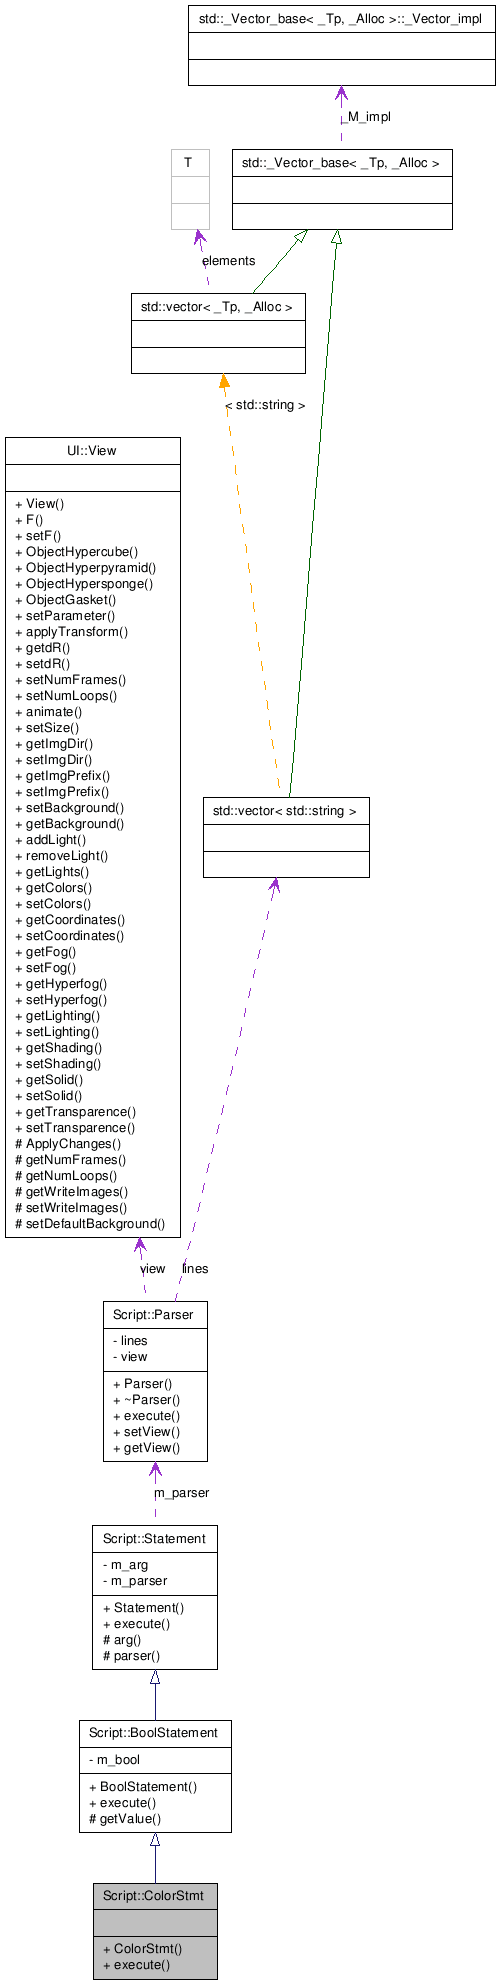 std::_Vector_base< _Tp, _Alloc >::_Vector_impl
_M_impl
T
std::_Vector_base< _Tp, _Alloc >
elements
std::vector< _Tp, _Alloc >
< std::string >
UI::View
+ View()
+ F()
+ setF()
+ ObjectHypercube()
+ ObjectHyperpyramid()
+ ObjectHypersponge()
+ ObjectGasket()
+ setParameter()
+ applyTransform()
+ getdR()
+ setdR()
+ setNumFrames()
+ setNumLoops()
+ animate()
+ setSize()
+ getImgDir()
+ setImgDir()
+ getImgPrefix()
+ setImgPrefix()
+ setBackground()
+ getBackground()
+ addLight()
+ removeLight()
+ getLights()
+ getColors()
+ setColors()
+ getCoordinates()
+ setCoordinates()
+ getFog()
+ setFog()
+ getHyperfog()
+ setHyperfog()
+ getLighting()
+ setLighting()
+ getShading()
+ setShading()
+ getSolid()
+ setSolid()
+ getTransparence()
+ setTransparence()
# ApplyChanges()
# getNumFrames()
# getNumLoops()
# getWriteImages()
# setWriteImages()
# setDefaultBackground()
std::vector< std::string >
view
lines
Script::Parser
- lines
- view
+ Parser()
+ ~Parser()
+ execute()
+ setView()
+ getView()
m_parser
Script::Statement
- m_arg
- m_parser
+ Statement()
+ execute()
# arg()
# parser()
Script::BoolStatement
- m_bool
+ BoolStatement()
+ execute()
# getValue()
Script::ColorStmt
+ ColorStmt()
+ execute()